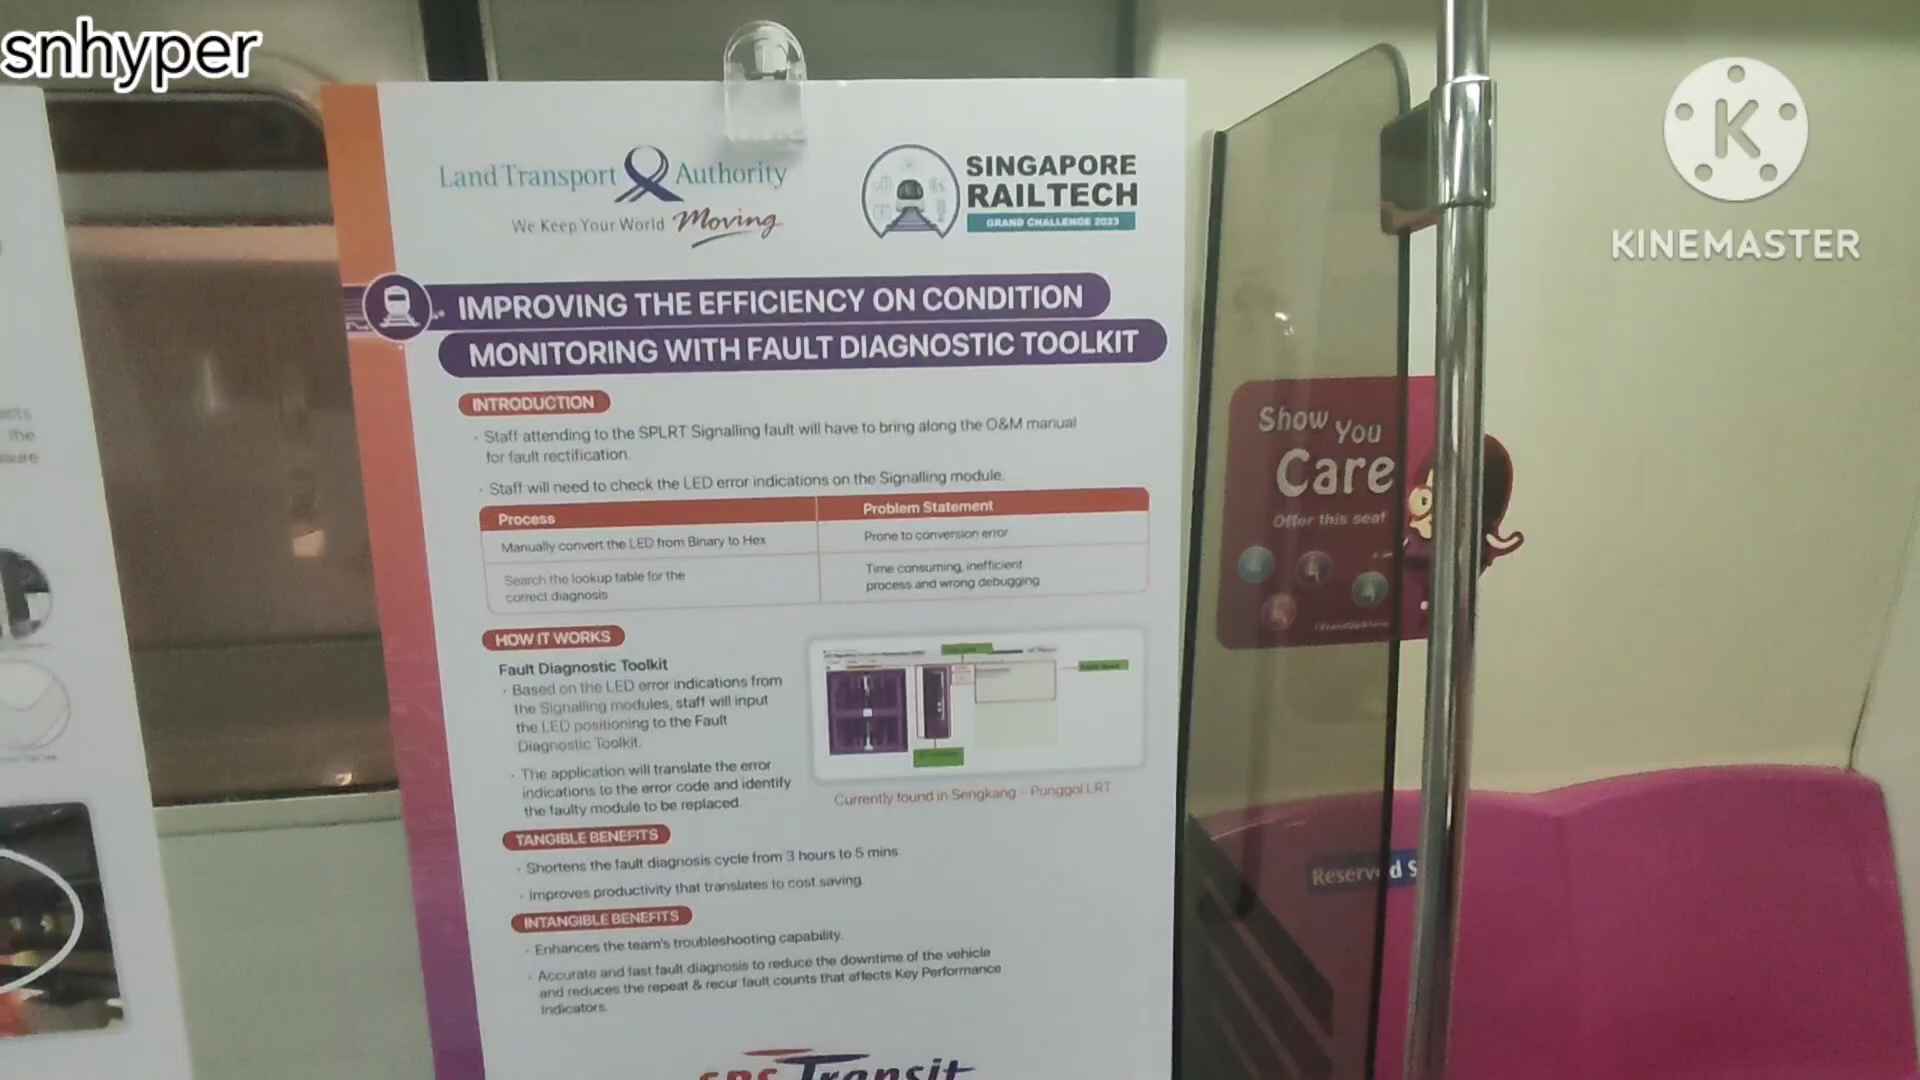 snhyper
KINEMASTER
Land Transport Authority
We Keep Your World Moving
SINGAPORE
RAILTECH
GRAND CHALLENGE 2023
IMPROVING THE EFFICIENCY ON CONDITION
MONITORING WITH FAULT DIAGNOSTIC TOOLKIT
INTRODUCTION
· Staff attending to the SPLRT Signalling fault will have to bring along the O&M manual
for fault rectification.
· Staff will need to check the LED error indications on the Signalling module.
Process Problem Statement
Manually convert the LED from Binary to Hex Prone to conversion error
Search the lookup table for the
correct diagnosis
Time consuming, inefficient
process and wrong debugging
HOW IT WORKS
Fault Diagnostic Toolkit
· Based on the LED error indications from
the Signalling modules, staff will input
the LED positioning to the Fault
Diagnostic Toolkit.
· The application will translate the error
indications to the error code and identify
the faulty module to be replaced.
Currently found in Sengkang - Punggol LRT
TANGIBLE BENEFITS
· Shortens the fault diagnosis cycle from 3 hours to 5 mins.
· Improves productivity that translates to cost saving.
INTANGIBLE BENEFITS
· Enhances the team's troubleshooting capability.
· Accurate and fast fault diagnosis to reduce the downtime of the vehicle
and reduces the repeat & recur fault counts that affects Key Performance
Indicators.
SBS Transit
Show You
Care
Offer this seat
Reserved S
the